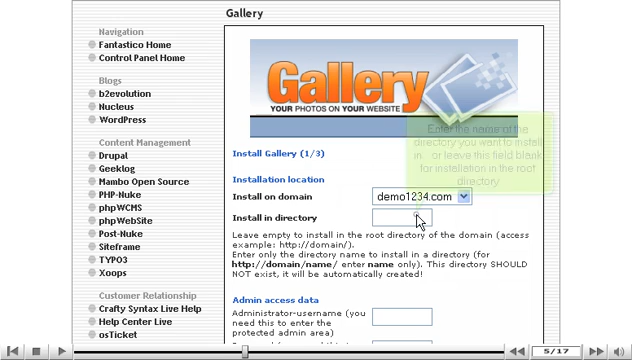 Gallery
Navigation
Fantastico Home
Control Panel Home
Blogs
b2evolution
Nucleus
WordPress
Content Management
Drupal
Geeklog
Mambo Open Source
PHP-Nuke
phpWCMS
phpWebSite
Post-Nuke
Siteframe
TYPO3
Xoops
Customer Relationship
Crafty Syntax Live Help
Help Center Live
osTicket
Gallery
YOUR PHOTOS ON YOUR WEBSITE
Enter the name of the
directory you want to install
in or leave this field blank
for installation in the root
directory
Install Gallery (1/3)
Installation location
Install on domain demo1234.com
Install in directory
Leave empty to install in the root directory of the domain (access
example: http://domain/).
Enter only the directory name to install in a directory (for
http://domain/name/ enter name only). This directory SHOULD
NOT exist, it will be automatically created!
Admin access data
Administrator-username (you
need this to enter the
protected admin area)
5/17